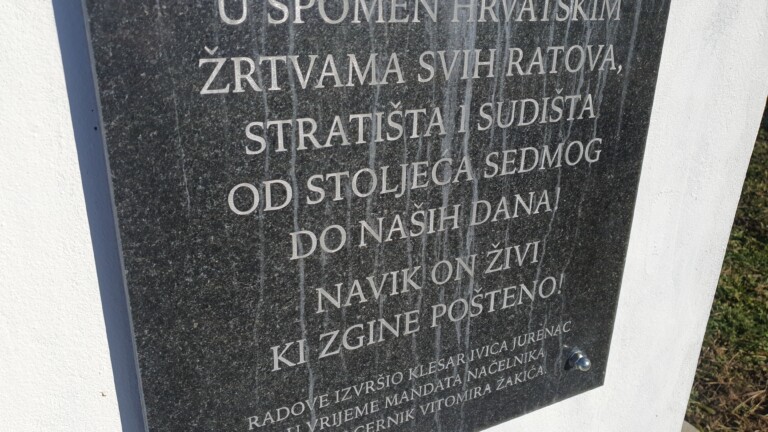 U SPOMEN HRVATSKIM
ŽRTVAMA SVIH RATOVA,
STRATIŠTA I SUDIŠTA
OD STOLJEĆA SEDMOG
DO NAŠIH DANA!
NAVIK ON ŽIVI
KI ZGINE POŠTENO!
RADOVE IZVRŠIO KLESAR IVICA JURENAC
U VRIJEME MANDATA NAČELNIKA
CERNIK VITOMIRA ŽAKIĆA.